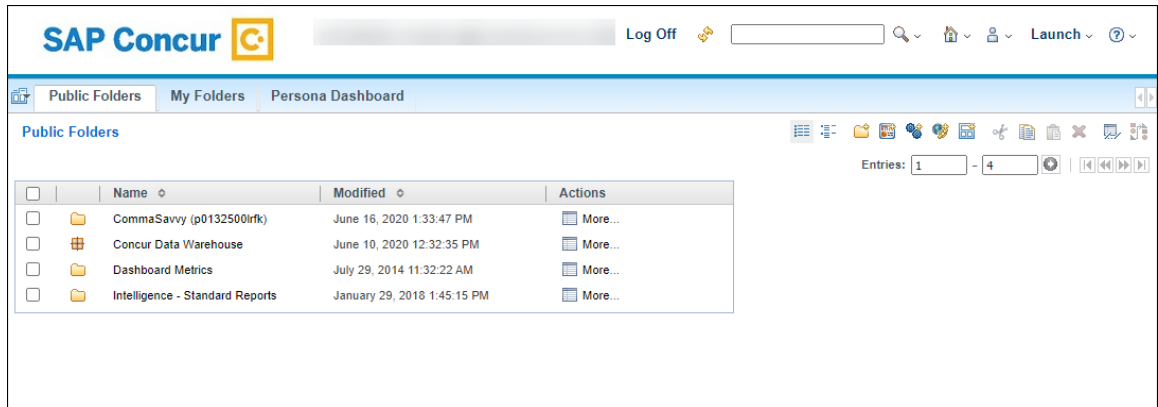 SAP Concur C Log Off Launch
Public Folders My Folders Persona Dashboard
Public Folders
Entries: 1 - 4
Name Modified Actions
CommaSavvy (p0132500lrfk) June 16, 2020 1:33:47 PM More...
Concur Data Warehouse June 10, 2020 12:32:35 PM More...
Dashboard Metrics July 29, 2014 11:32:22 AM More...
Intelligence - Standard Reports January 29, 2018 1:45:15 PM More...